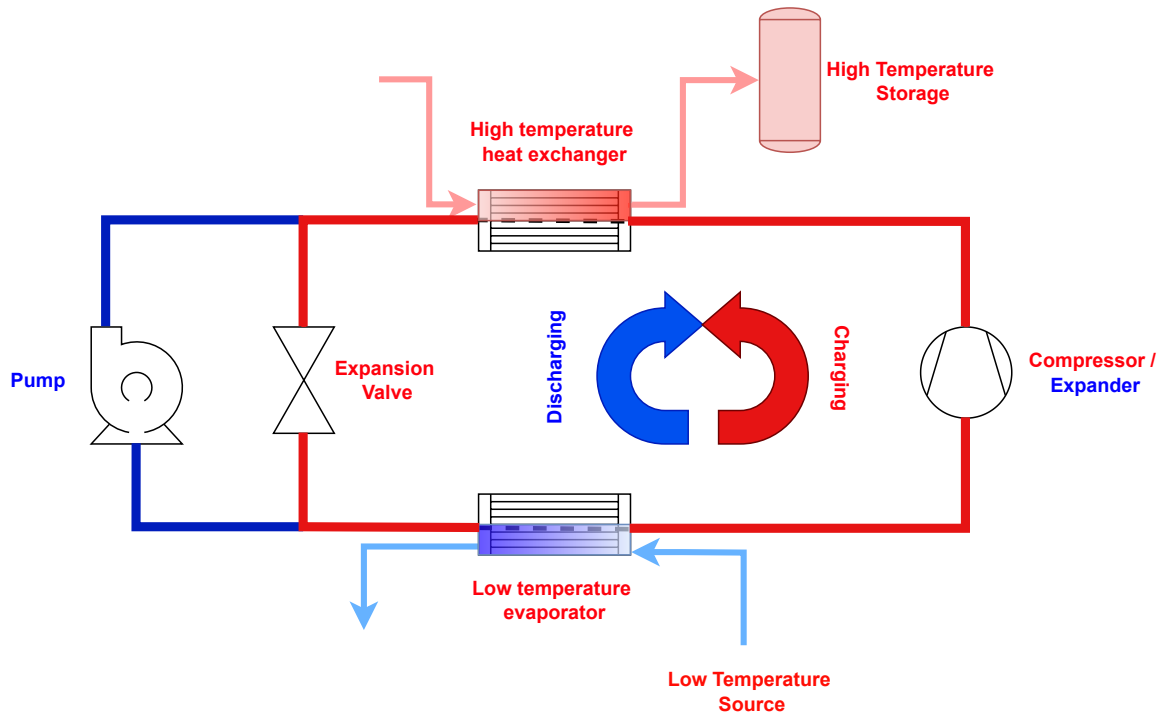 High Temperature
Storage
High temperature
heat exchanger
Pump
Expansion
Valve
Discharging
Charging
Compressor /
Expander
Low temperature
evaporator
Low Temperature
Source